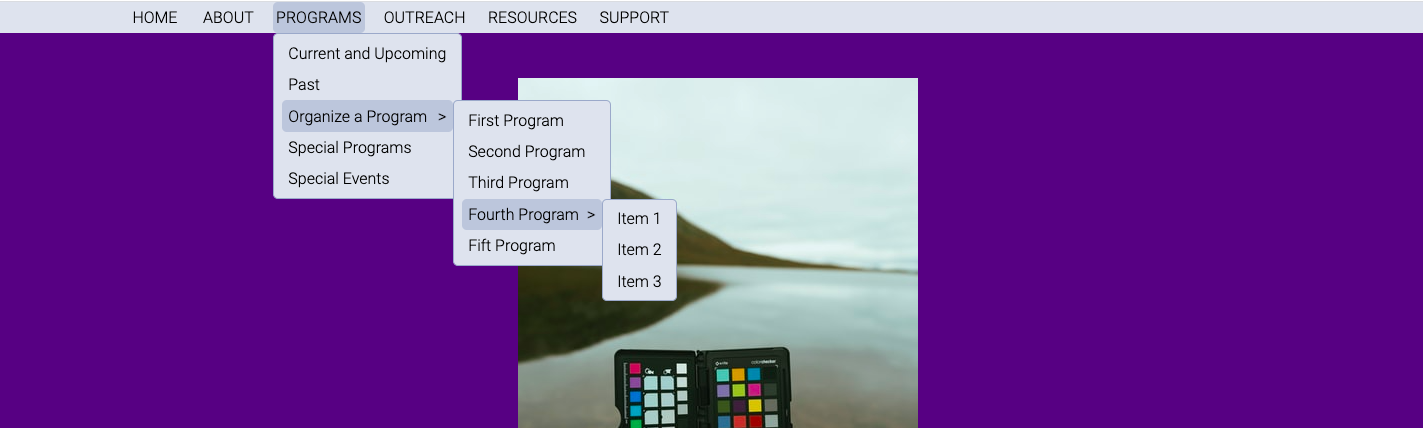 HOME ABOUT PROGRAMS OUTREACH RESOURCES SUPPORT
Current and Upcoming
Past
Organize a Program >
Special Programs
Special Events
First Program
Second Program
Third Program
Fourth Program >
Fift Program
Item 1
Item 2
Item 3